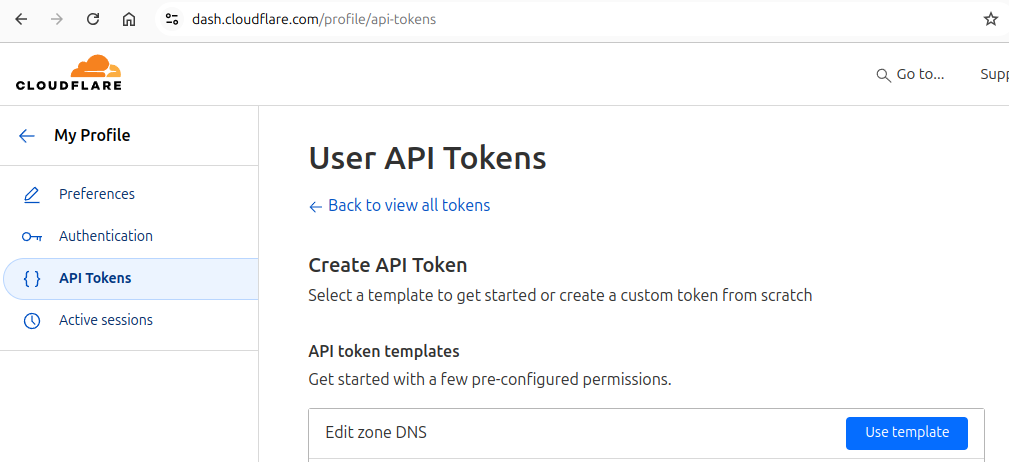 dash.cloudflare.com/profile/api-tokens
CLOUDFLARE
Go to...
Supp
My Profile
Preferences
Authentication
API Tokens
Active sessions
User API Tokens
← Back to view all tokens
Create API Token
Select a template to get started or create a custom token from scratch
API token templates
Get started with a few pre-configured permissions.
Edit zone DNS
Use template